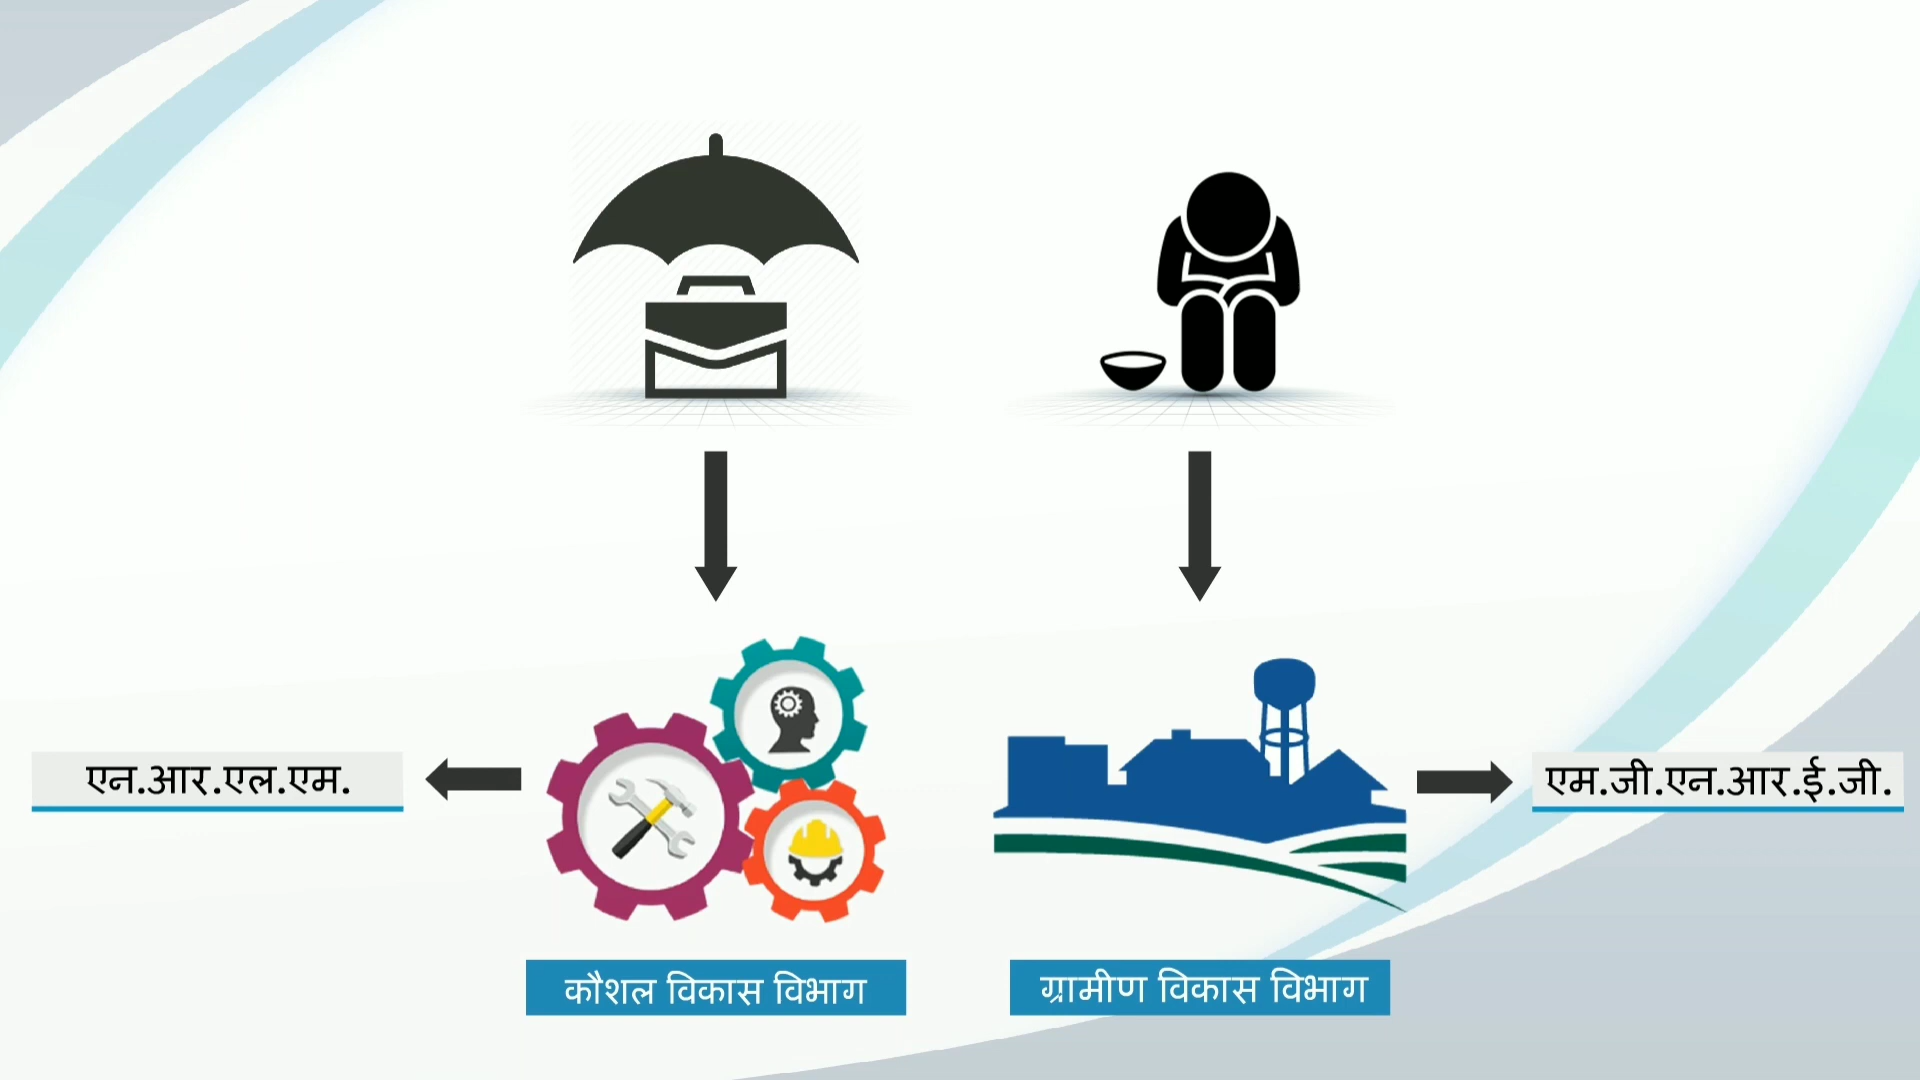 एन.आर.एल.एम.
एम.जी.एन.आर.ई.जी.
कौशल विकास विभाग
ग्रामीण विकास विभाग